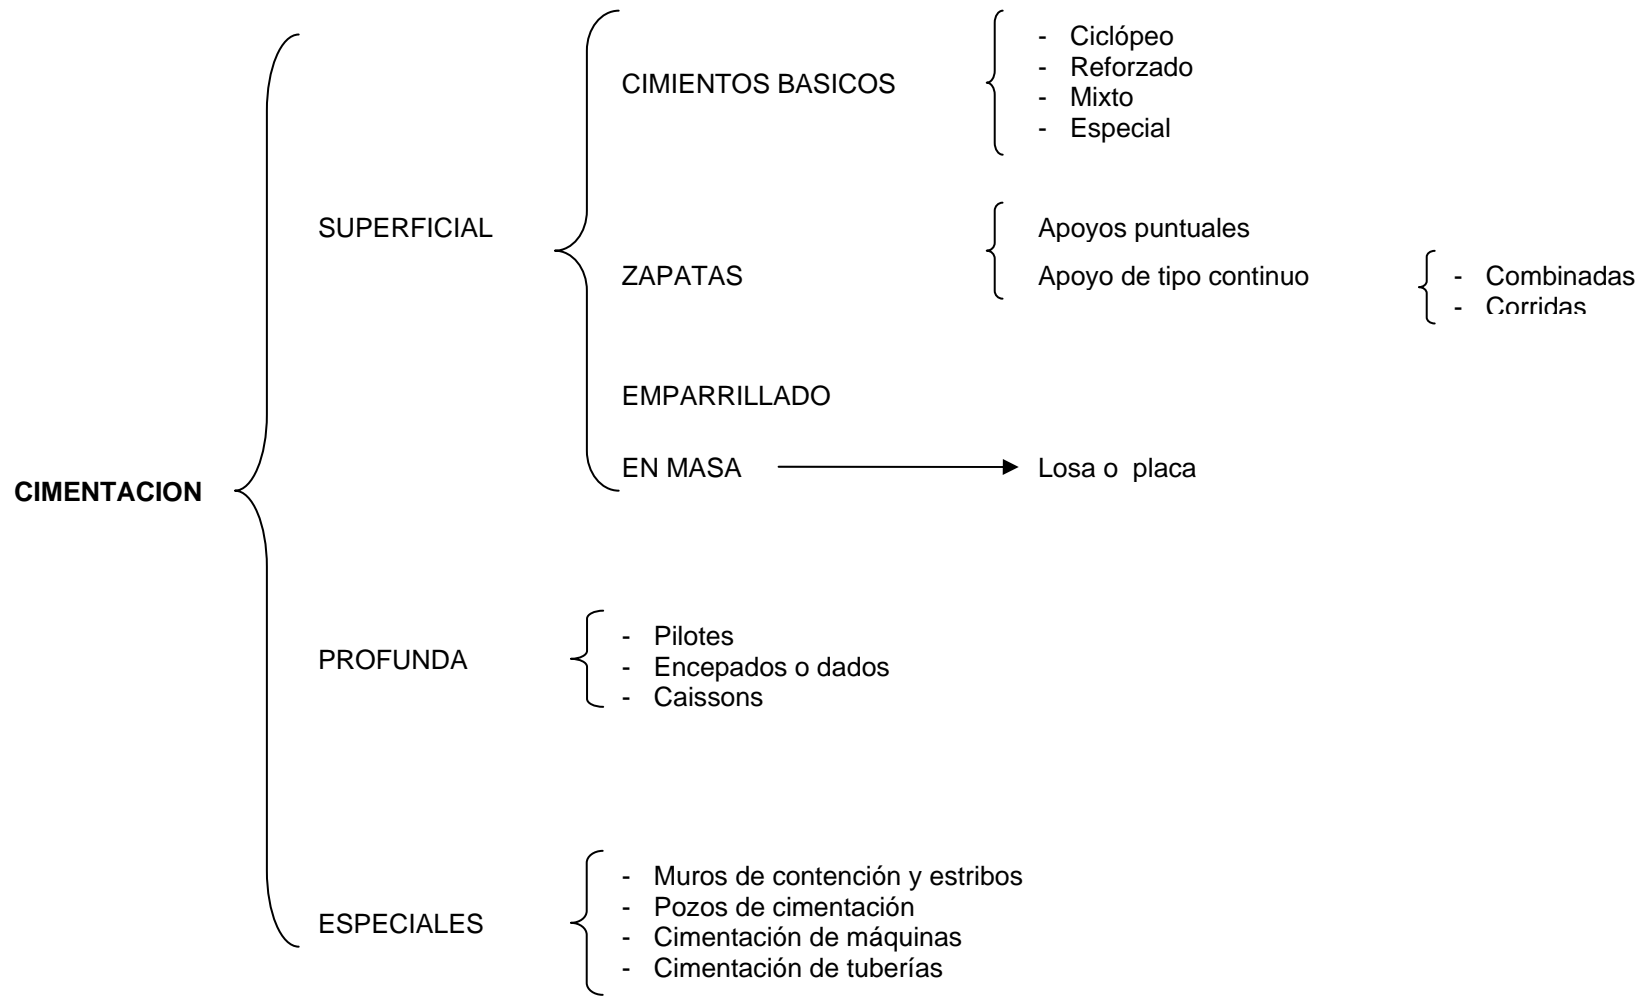 - Ciclópeo
- Reforzado
CIMIENTOS BASICOS
- Mixto
- Especial
SUPERFICIAL
Apoyos puntuales
ZAPATAS
Apoyo de tipo continuo
- Combinadas
- Corridas
EMPARRILLADO
EN MASA
Losa o placa
CIMENTACION
PROFUNDA
- Pilotes
- Encepados o dados
- Caissons
ESPECIALES
- Muros de contención y estribos
- Pozos de cimentación
- Cimentación de máquinas
- Cimentación de tuberías